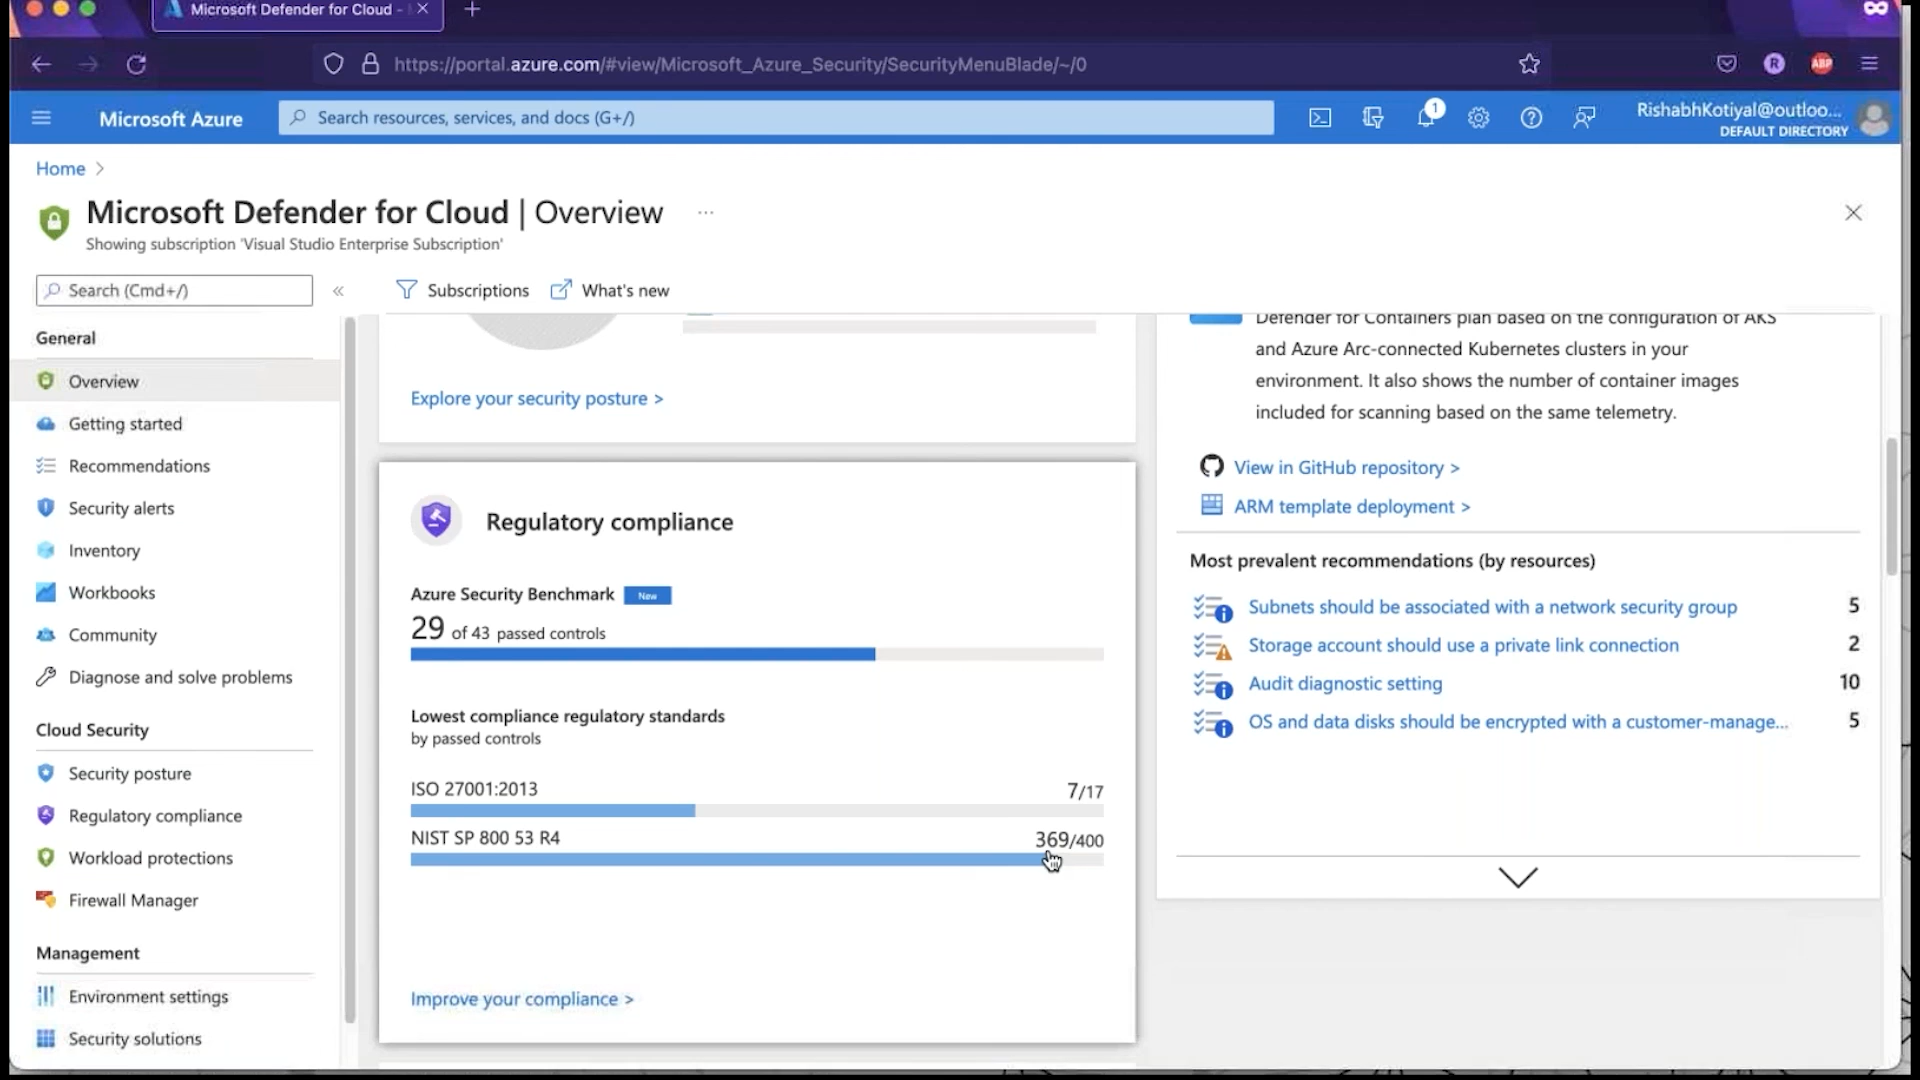 Microsoft Defender for Cloud -
https://portal.azure.com/#view/Microsoft_Azure_Security/SecurityMenuBlade/~/0
R
ABP
Microsoft Azure
Search resources, services, and docs (G+/)
1
RishabhKotiyal@outloo...
DEFAULT DIRECTORY
Home >
Microsoft Defender for Cloud | Overview ...
Showing subscription 'Visual Studio Enterprise Subscription'
Search (Cmd+/)
«
Subscriptions
What's new
General
Overview
Getting started
Recommendations
Security alerts
Inventory
Workbooks
Community
Diagnose and solve problems
Cloud Security
Security posture
Regulatory compliance
Workload protections
Firewall Manager
Management
Environment settings
Security solutions
Explore your security posture >
Regulatory compliance
Azure Security Benchmark New
29 of 43 passed controls
Lowest compliance regulatory standards
by passed controls
ISO 27001:2013 7/17
NIST SP 800 53 R4 369/400
Improve your compliance >
Defender for Containers plan based on the configuration of AKS
and Azure Arc-connected Kubernetes clusters in your
environment. It also shows the number of container images
included for scanning based on the same telemetry.
View in GitHub repository >
ARM template deployment >
Most prevalent recommendations (by resources)
Subnets should be associated with a network security group 5
Storage account should use a private link connection 2
Audit diagnostic setting 10
OS and data disks should be encrypted with a customer-manage... 5